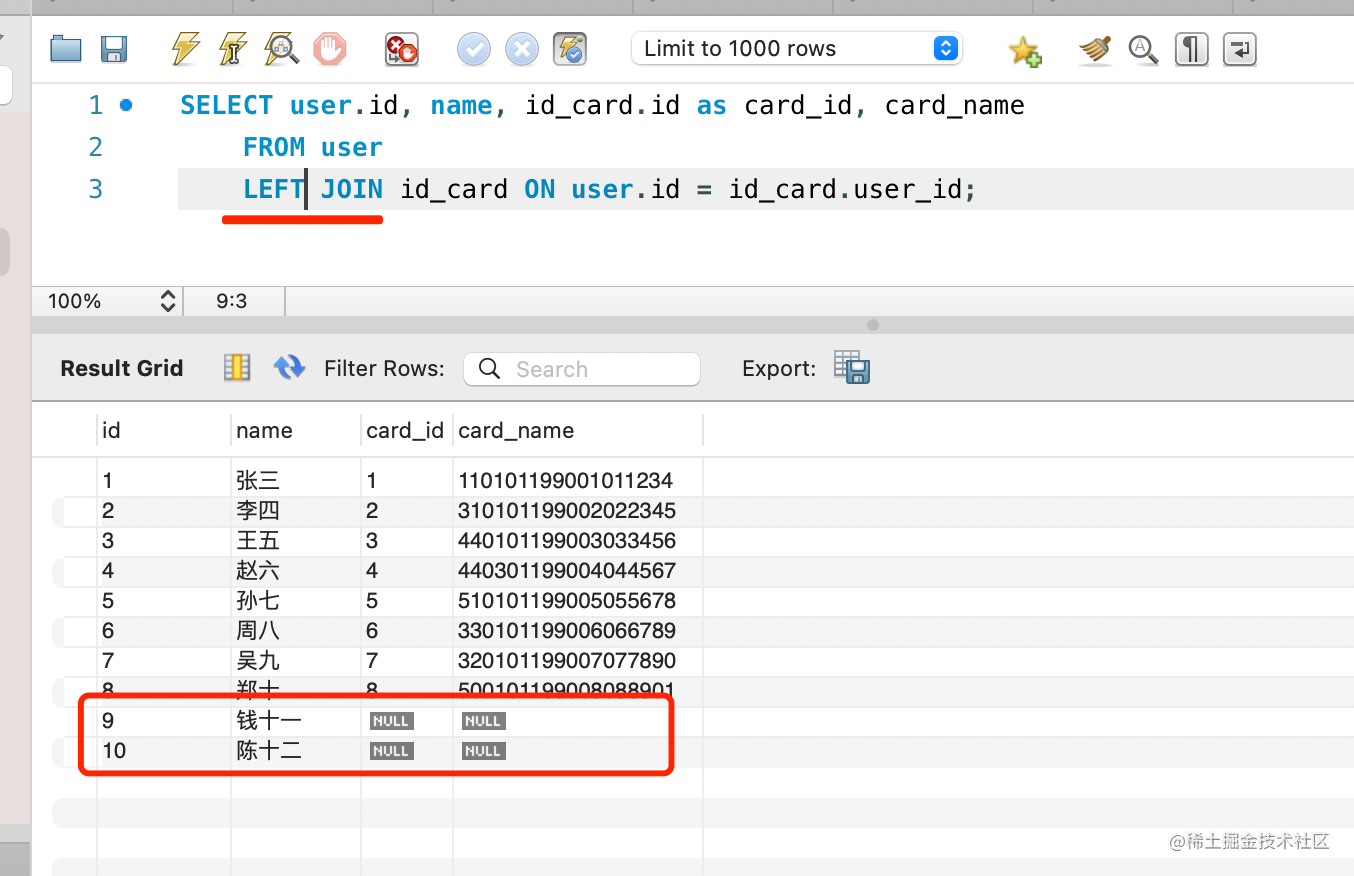 Limit to 1000 rows
1 SELECT user.id, name, id_card.id as card_id, card_name
2 FROM user
3 LEFT JOIN id_card ON user.id = id_card.user_id;
100% 9:3
Result Grid Filter Rows: Search Export:
id name card_id card_name
1 张三 1 110101199001011234
2 李四 2 310101199002022345
3 王五 3 440101199003033456
4 赵六 4 440301199004044567
5 孙七 5 510101199005055678
6 周八 6 330101199006066789
7 吴九 7 320101199007077890
8 郑十 8 500101199008088901
9 钱十一 NULL NULL
10 陈十二 NULL NULL
@稀土掘金技术社区